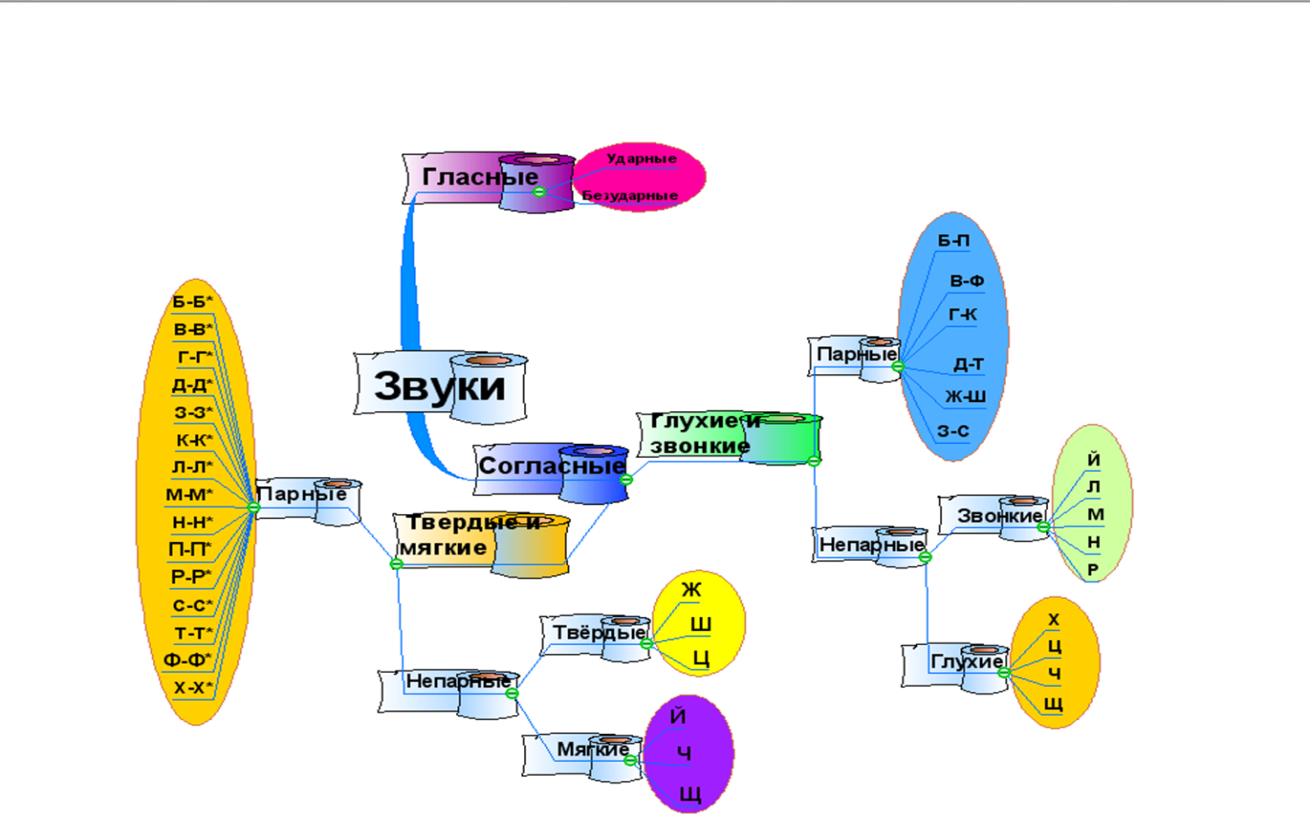 Гласные
Ударные
Безударные
Звуки
Согласные
Глухие и
звонкие
Парные
Б-П
В-Ф
Г-К
Д-Т
Ж-Ш
З-С
Непарные
Звонкие
Й
Л
М
Н
Р
Глухие
Х
Ц
Ч
Щ
Твердые и
мягкие
Парные
Б-Б*
В-В*
Г-Г*
Д-Д*
З-З*
К-К*
Л-Л*
М-М*
Н-Н*
П-П*
Р-Р*
С-С*
Т-Т*
Ф-Ф*
Х-Х*
Непарные
Твёрдые
Ж
Ш
Ц
Мягкие
Й
Ч
Щ